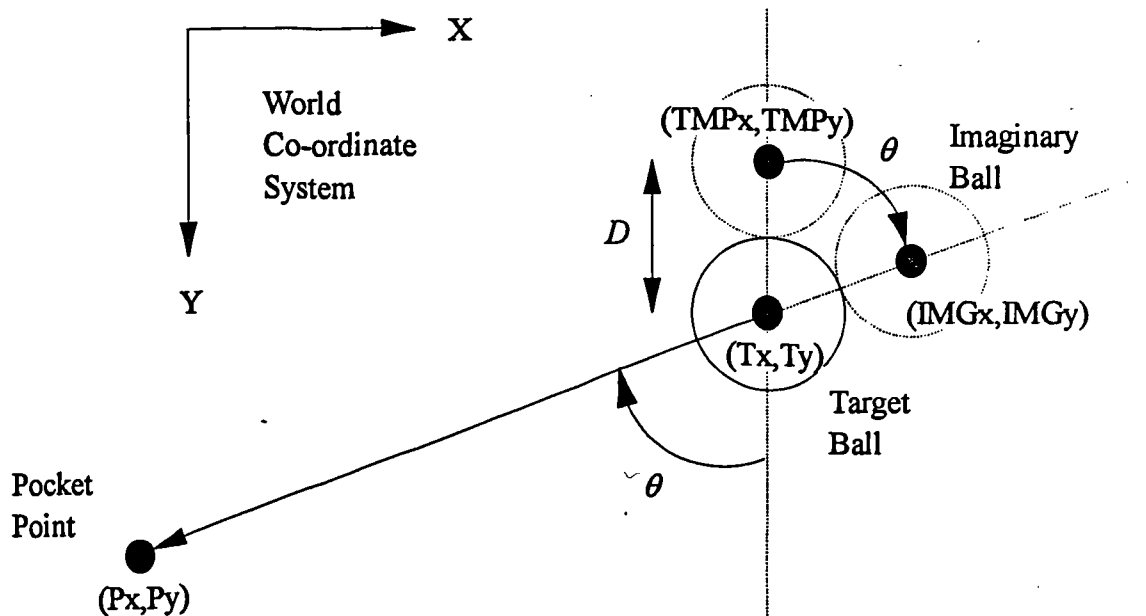 X
World
Co-ordinate
System
Y
(TMPx,TMPy)
θ
Imaginary
Ball
D
(IMGx,IMGy)
(Tx,Ty)
Target
Ball
θ
Pocket
Point
(Px,Py)